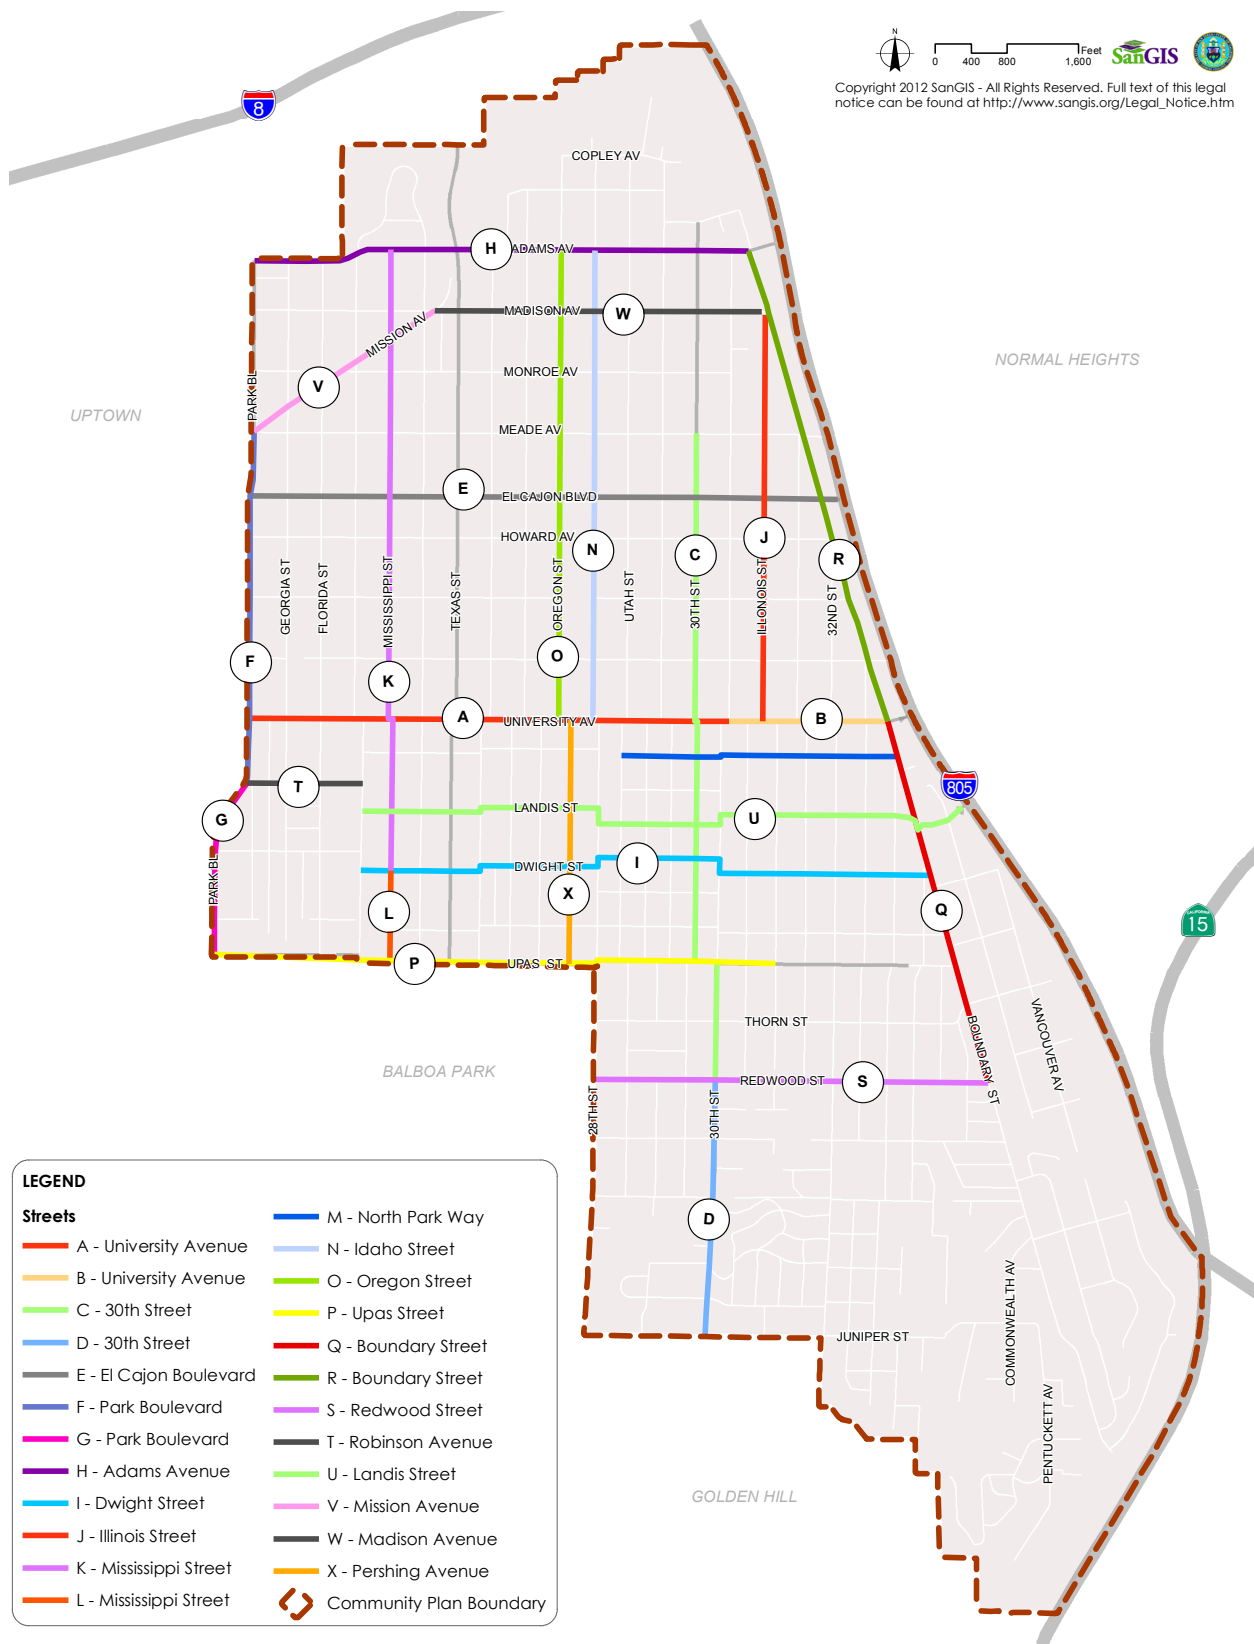 N
0 400 800 1,600 Feet
SanGIS
Copyright 2012 SanGIS - All Rights Reserved. Full text of this legal
notice can be found at http://www.sangis.org/Legal_Notice.htm
8
COPLEY AV
H
ADAMS AV
MADISON AV
W
MISSION AV
NORMAL HEIGHTS
MONROE AV
V
PARK BL
UPTOWN
MEADE AV
E
EL CAJON BLVD
HOWARD AV
J
N
C
R
GEORGIA ST
FLORIDA ST
MISSISSIPPI ST
TEXAS ST
OREGON ST
UTAH ST
30TH ST
ILLONOIS ST
32ND ST
F
O
K
A
UNIVERSITY AV
B
T
805
G
LANDIS ST
U
PARK BL
DWIGHT ST
I
X
L
Q
15
CALIFORNIA
P
UPAS ST
THORN ST
BOUNDARY ST
VANCOUVER AV
BALBOA PARK
REDWOOD ST
S
28TH ST
30TH ST
D
COMMONWEALTH AV
JUNIPER ST
PENTUCKETT AV
GOLDEN HILL
LEGEND
Streets
A - University Avenue
B - University Avenue
C - 30th Street
D - 30th Street
E - El Cajon Boulevard
F - Park Boulevard
G - Park Boulevard
H - Adams Avenue
I - Dwight Street
J - Illinois Street
K - Mississippi Street
L - Mississippi Street
M - North Park Way
N - Idaho Street
O - Oregon Street
P - Upas Street
Q - Boundary Street
R - Boundary Street
S - Redwood Street
T - Robinson Avenue
U - Landis Street
V - Mission Avenue
W - Madison Avenue
X - Pershing Avenue
Community Plan Boundary